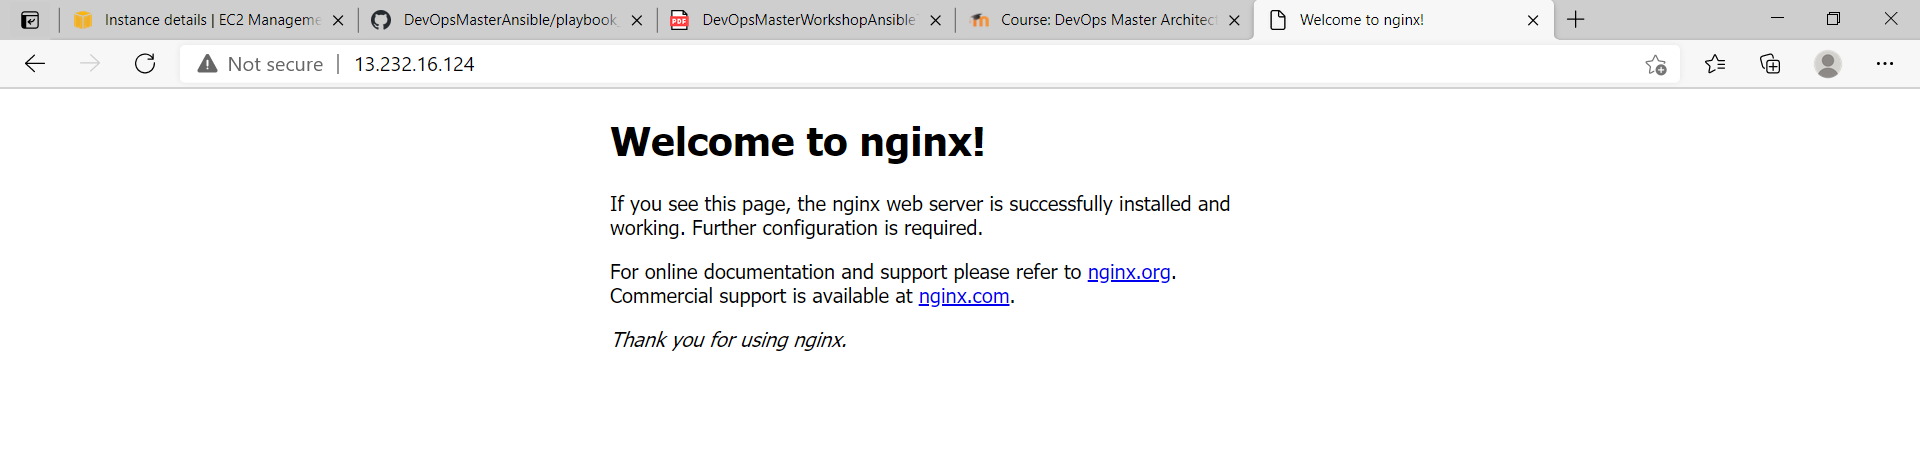 Instance details | EC2 Manageme
DevOpsMasterAnsible/playbook
DevOpsMasterWorkshopAnsible
Course: DevOps Master Architect
Welcome to nginx!
Not secure | 13.232.16.124
Welcome to nginx!
If you see this page, the nginx web server is successfully installed and
working. Further configuration is required.
For online documentation and support please refer to nginx.org.
Commercial support is available at nginx.com.
Thank you for using nginx.